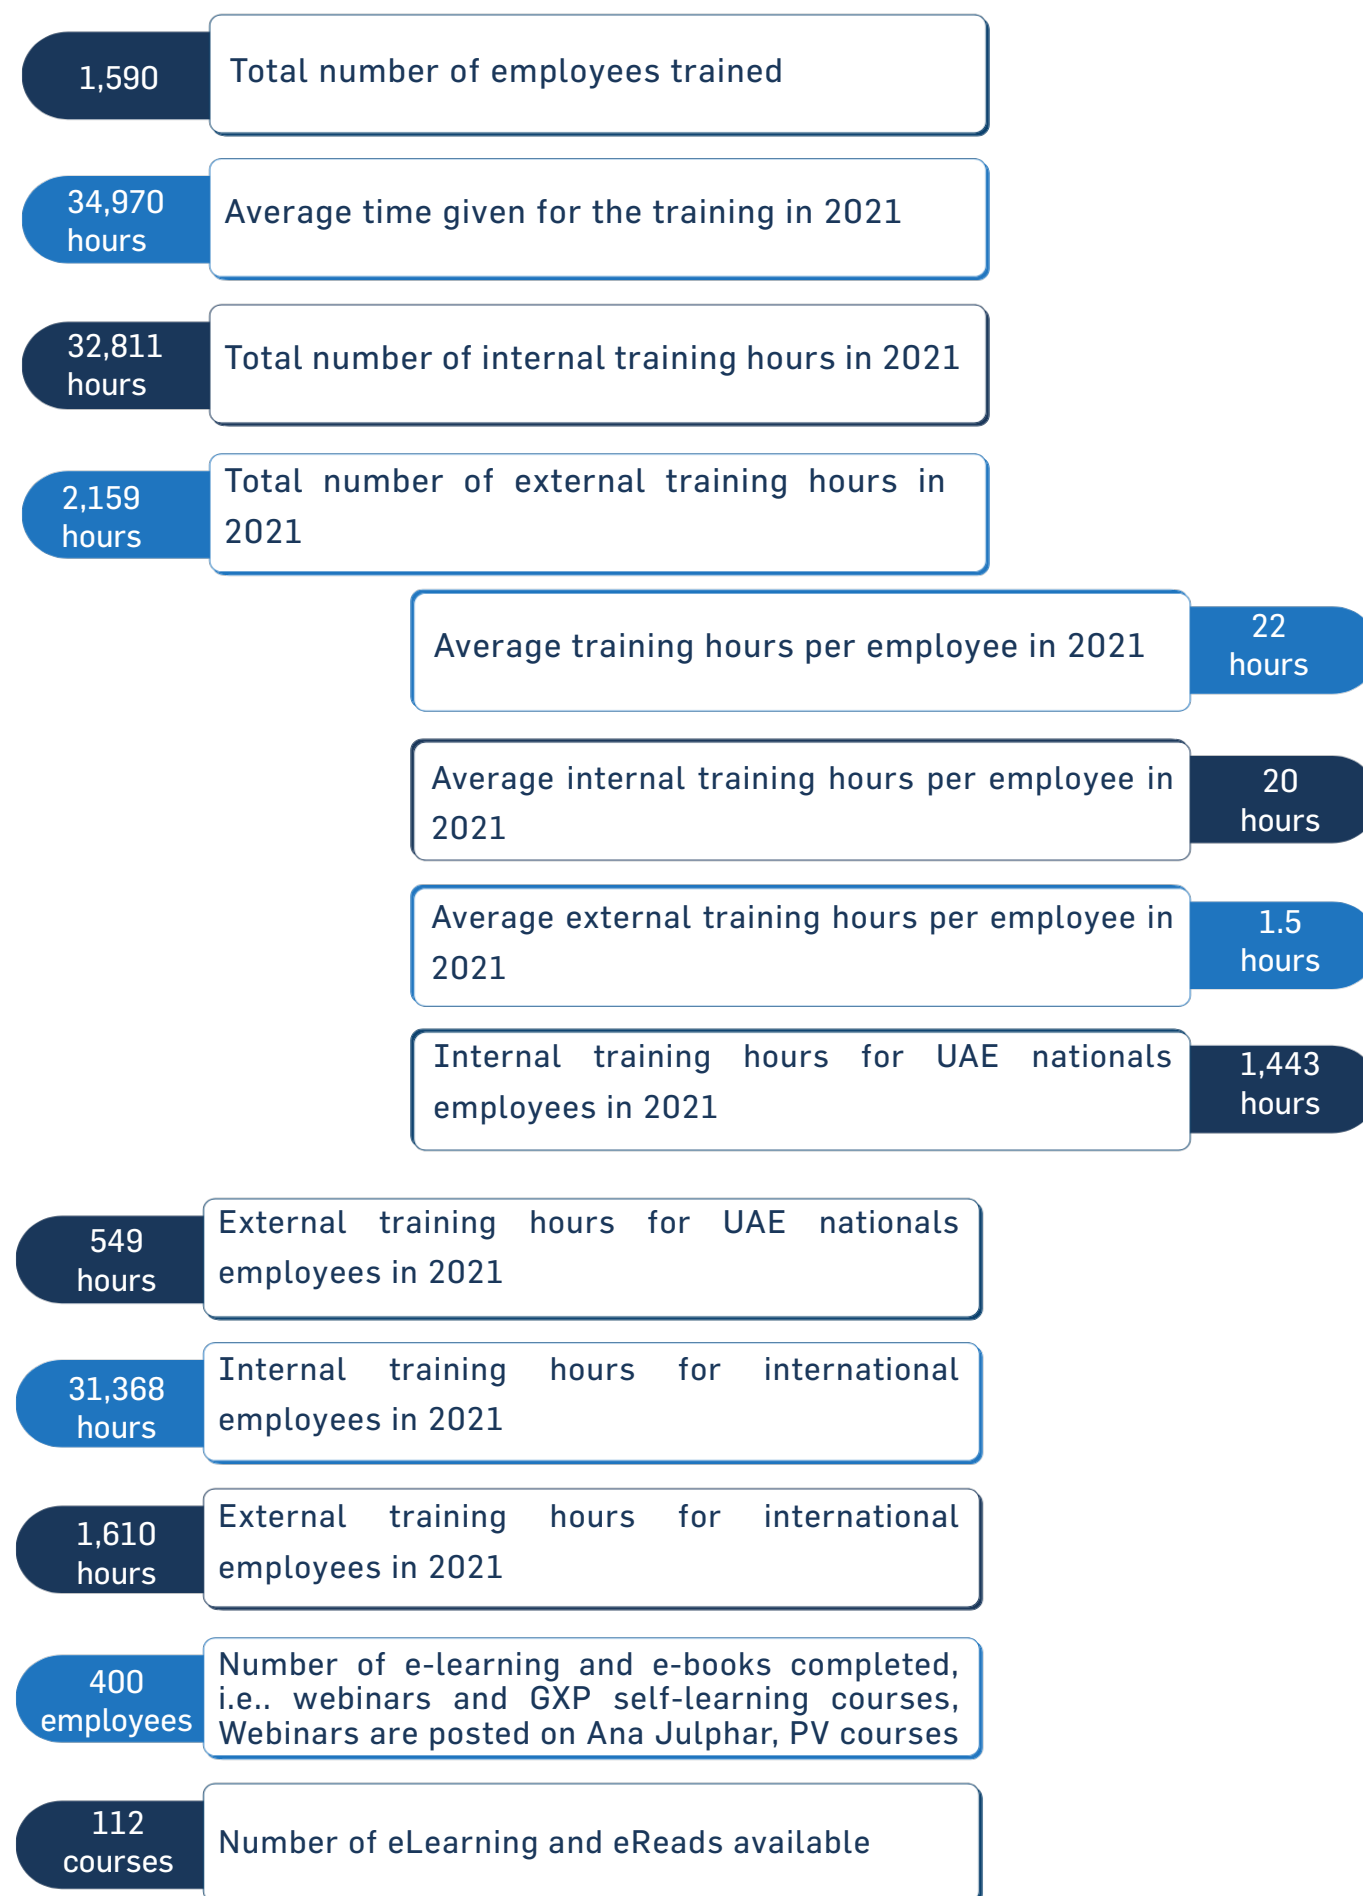 1,590
Total number of employees trained
34,970
hours
Average time given for the training in 2021
32,811
hours
Total number of internal training hours in 2021
2,159
hours
Total number of external training hours in
2021
Average training hours per employee in 2021
22
hours
Average internal training hours per employee in
2021
20
hours
Average external training hours per employee in
2021
1.5
hours
Internal training hours for UAE nationals
employees in 2021
1,443
hours
549
hours
External training hours for UAE nationals
employees in 2021
31,368
hours
Internal training hours for international
employees in 2021
1,610
hours
External training hours for international
employees in 2021
400
employees
Number of e-learning and e-books completed,
i.e.. webinars and GXP self-learning courses,
Webinars are posted on Ana Julphar, PV courses
112
courses
Number of eLearning and eReads available